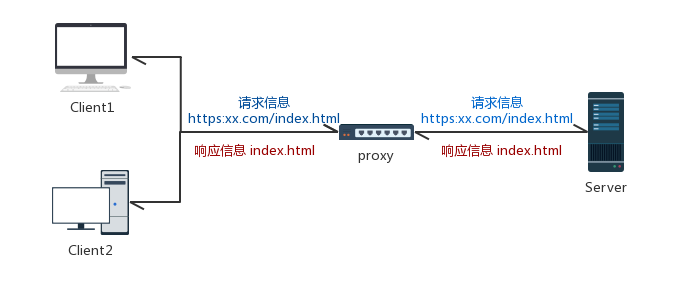 Client1
请求信息
https:xx.com/index.html
响应信息 index.html
请求信息
https:xx.com/index.html
响应信息 index.html
proxy
Server
Client2